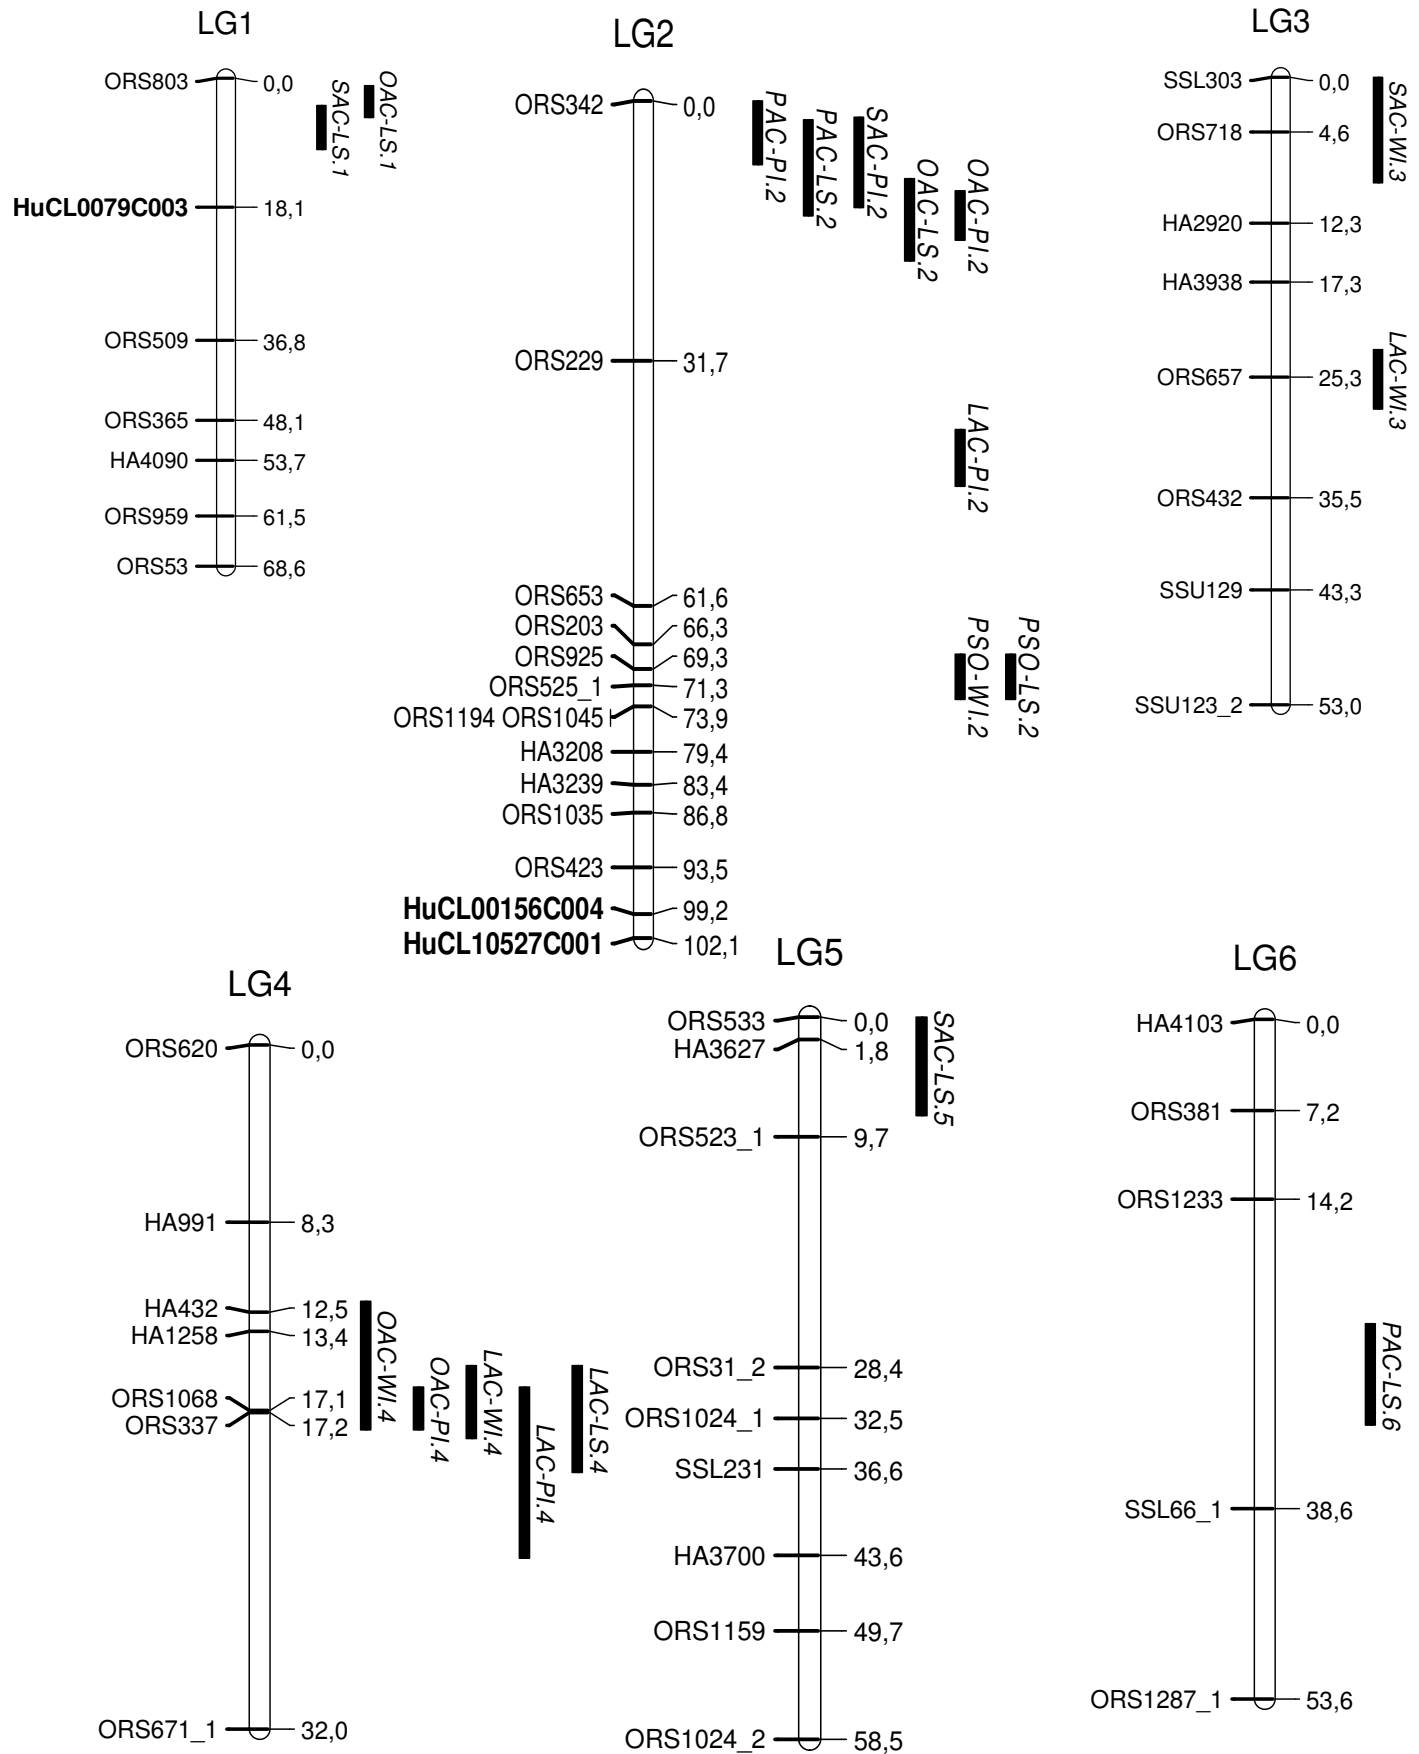 LG1
ORS803 0,0
HuCL0079C003 18,1
ORS509 36,8
ORS365 48,1
HA4090 53,7
ORS959 61,5
ORS53 68,6
SAC-LS.1
OAC-LS.1
LG2
ORS342 0,0
ORS229 31,7
ORS653 61,6
ORS203 66,3
ORS925 69,3
ORS525_1 71,3
ORS1194 ORS1045 73,9
HA3208 79,4
HA3239 83,4
ORS1035 86,8
ORS423 93,5
HuCL00156C004 99,2
HuCL10527C001 102,1
PAC-PI.2
PAC-LS.2
SAC-PI.2
OAC-LS.2
OAC-PI.2
LAC-PI.2
PSO-WI.2
PSO-LS.2
LG3
SSL303 0,0
ORS718 4,6
HA2920 12,3
HA3938 17,3
ORS657 25,3
ORS432 35,5
SSU129 43,3
SSU123_2 53,0
SAC-WI.3
LAC-WI.3
LG4
ORS620 0,0
HA991 8,3
HA432 12,5
HA1258 13,4
ORS1068 17,1
ORS337 17,2
ORS671_1 32,0
OAC-WI.4
OAC-PI.4
LAC-WI.4
LAC-PI.4
LAC-LS.4
LG5
ORS533 0,0
HA3627 1,8
ORS523_1 9,7
ORS31_2 28,4
ORS1024_1 32,5
SSL231 36,6
HA3700 43,6
ORS1159 49,7
ORS1024_2 58,5
SAC-LS.5
LG6
HA4103 0,0
ORS381 7,2
ORS1233 14,2
SSL66_1 38,6
ORS1287_1 53,6
PAC-LS.6